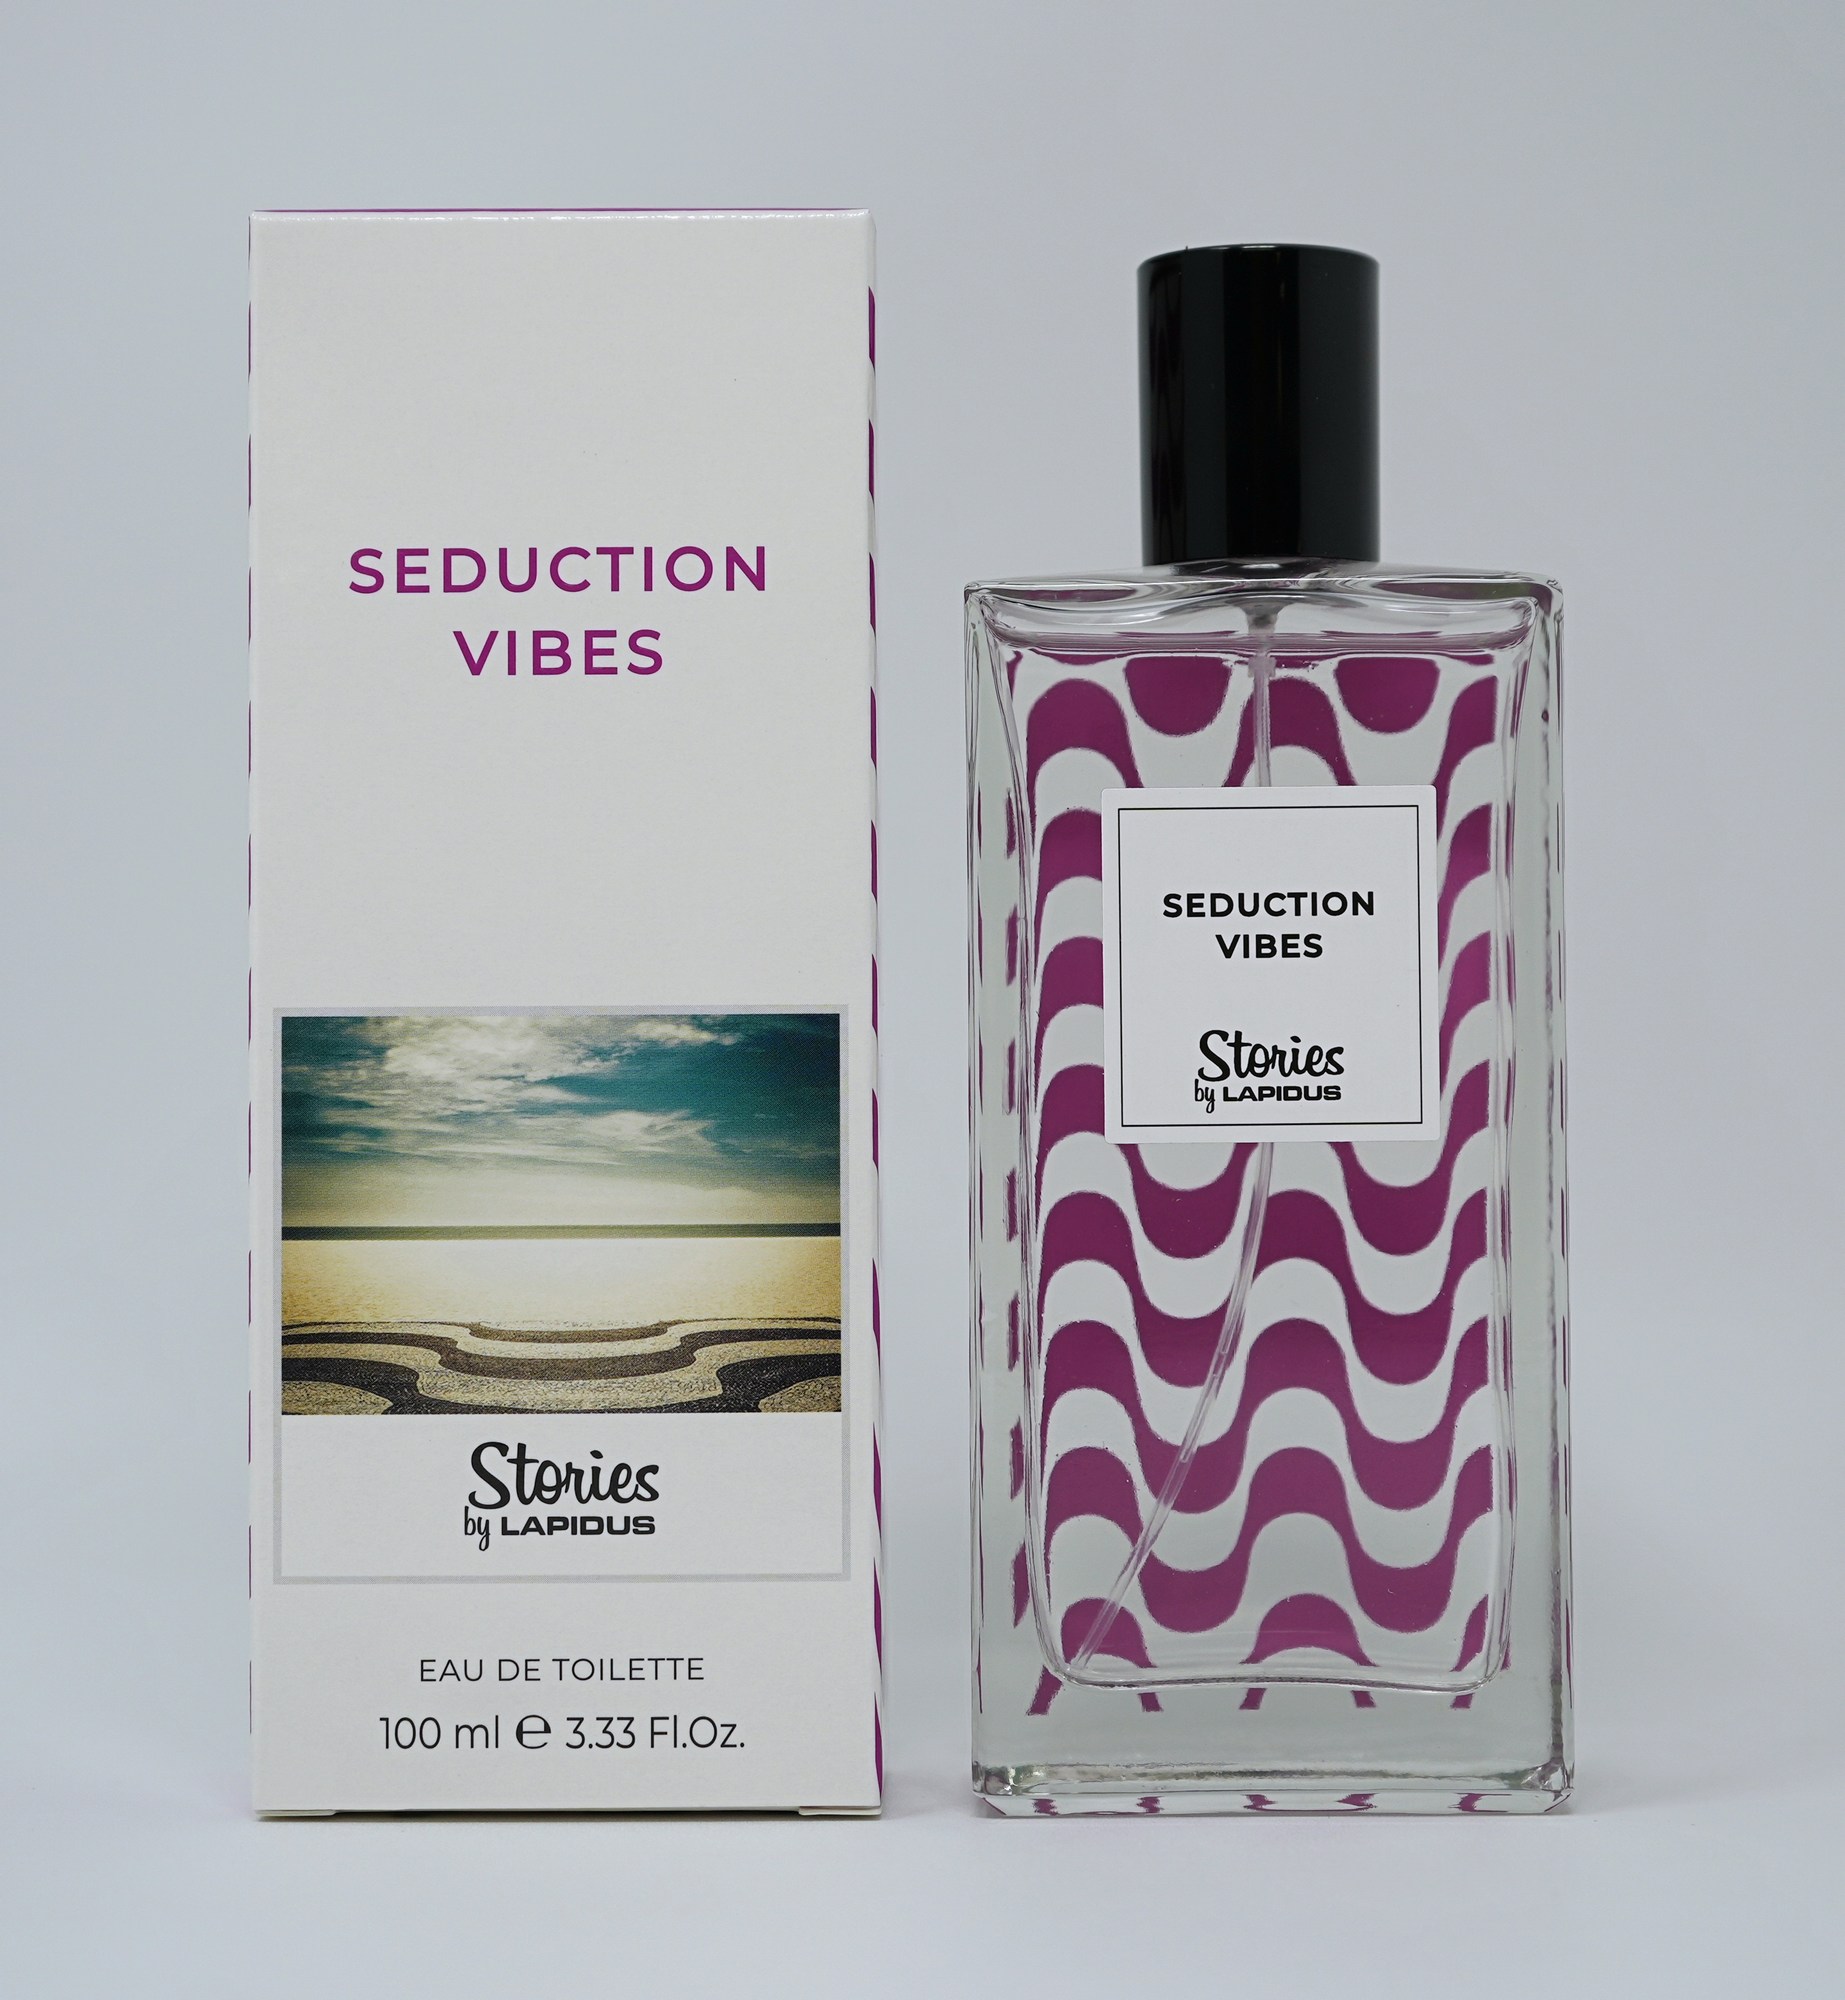 SEDUCTION
VIBES
Stories
by LAPIDUS
EAU DE TOILETTE
100 ml ℮ 3.33 Fl.Oz.
SEDUCTION
VIBES
Stories
by LAPIDUS